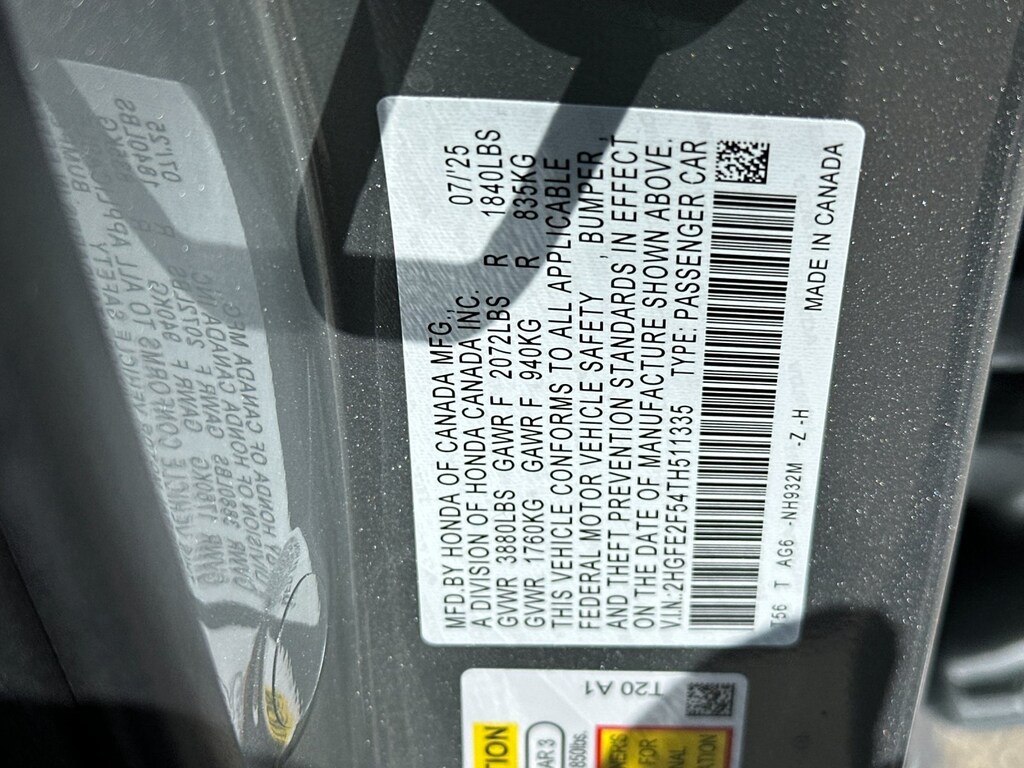 MFD.BY HONDA OF CANADA MFG.,
A DIVISION OF HONDA CANADA INC. 07/'25
GVWR 3880LBS GAWR F 2072LBS R 1840LBS
GVWR 1760KG GAWR F 940KG R 835KG
THIS VEHICLE CONFORMS TO ALL APPLICABLE
FEDERAL MOTOR VEHICLE SAFETY , BUMPER ,
AND THEFT PREVENTION STANDARDS IN EFFECT
ON THE DATE OF MANUFACTURE SHOWN ABOVE.
V.I.N:2HGFE2F54TH511335 TYPE: PASSENGER CAR
T56 T AG6 -NH932M -Z -H
MADE IN CANADA
T20 A1
850lbs.
FOR